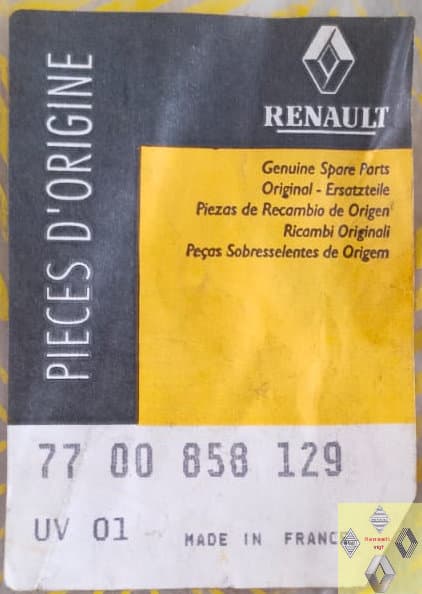 PIECES D'ORIGINE
RENAULT
Genuine Spare Parts
Original - Ersatzteile
Piezas de Recambio de Origen
Ricambi Originali
Peças Sobresselentes de Origem
77 00 858 129
UV 01 MADE IN FRANCE
Renault